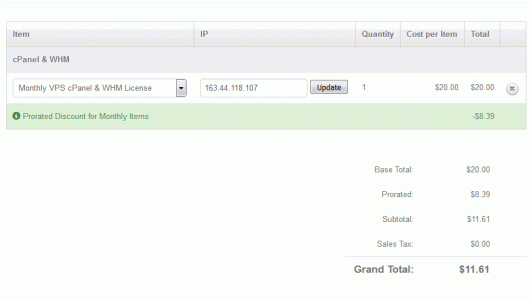 Item IP Quantity Cost per Item Total
cPanel & WHM
Monthly VPS cPanel & WHM License 163.44.118.107 Update 1 $20.00 $20.00
Prorated Discount for Monthly Items -$8.39
Base Total: $20.00
Prorated: $8.39
Subtotal: $11.61
Sales Tax: $0.00
Grand Total: $11.61